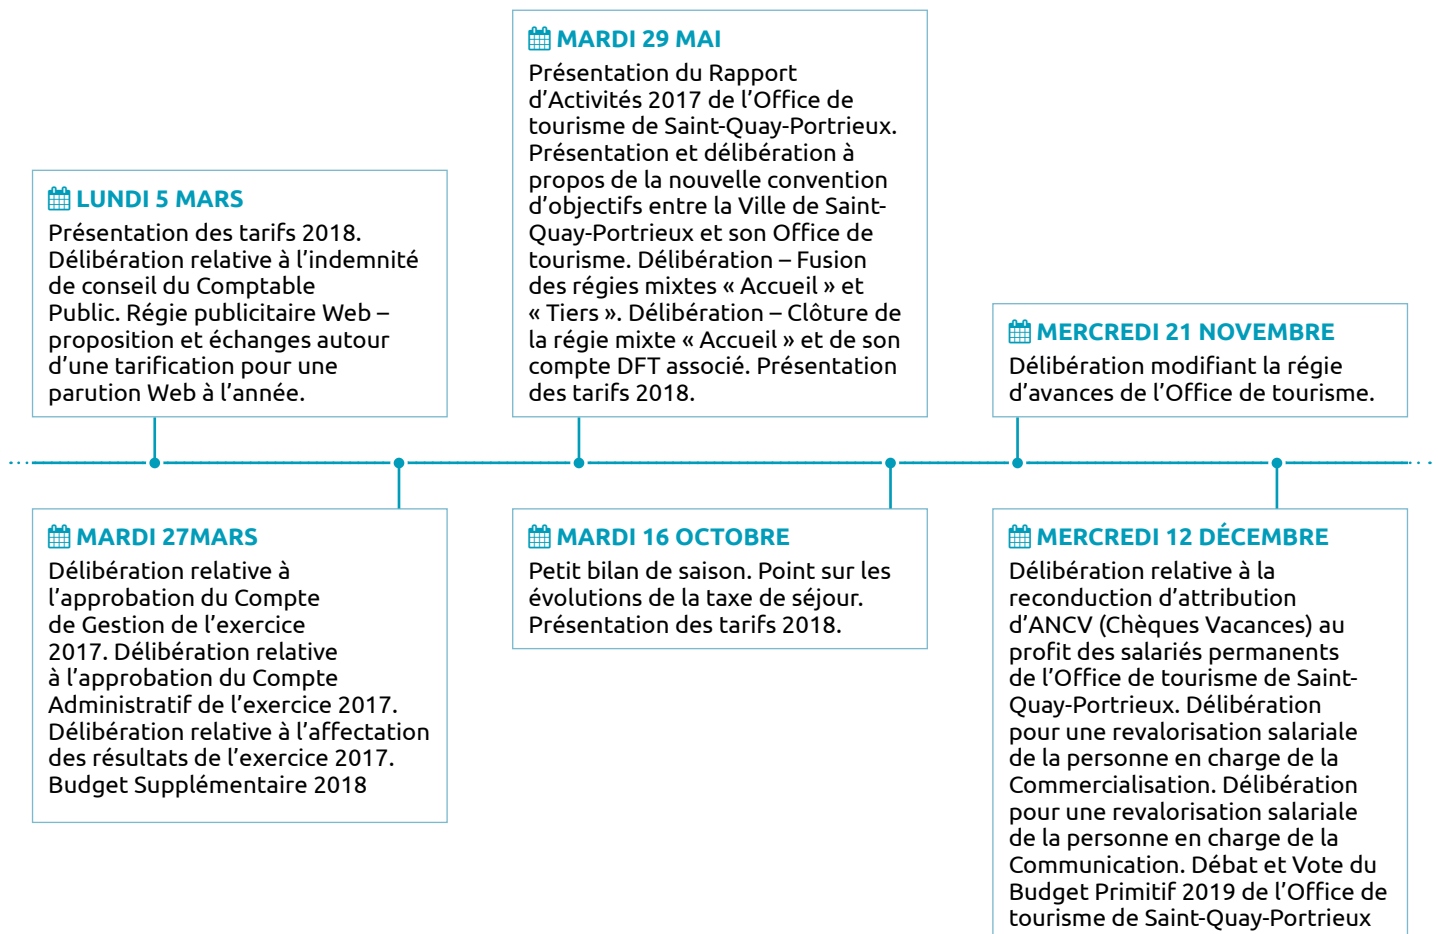 LUNDI 5 MARS
Présentation des tarifs 2018.
Délibération relative à l’indemnité
de conseil du Comptable
Public. Régie publicitaire Web –
proposition et échanges autour
d’une tarification pour une
parution Web à l’année.
MARDI 27MARS
Délibération relative à
l’approbation du Compte
de Gestion de l’exercice
2017. Délibération relative
à l’approbation du Compte
Administratif de l’exercice 2017.
Délibération relative à l’affectation
des résultats de l’exercice 2017.
Budget Supplémentaire 2018
MARDI 29 MAI
Présentation du Rapport
d’Activités 2017 de l’Office de
tourisme de Saint-Quay-Portrieux.
Présentation et délibération à
propos de la nouvelle convention
d’objectifs entre la Ville de Saint-
Quay-Portrieux et son Office de
tourisme. Délibération – Fusion
des régies mixtes « Accueil » et
« Tiers ». Délibération – Clôture de
la régie mixte « Accueil » et de son
compte DFT associé. Présentation
des tarifs 2018.
MARDI 16 OCTOBRE
Petit bilan de saison. Point sur les
évolutions de la taxe de séjour.
Présentation des tarifs 2018.
MERCREDI 21 NOVEMBRE
Délibération modifiant la régie
d’avances de l’Office de tourisme.
MERCREDI 12 DÉCEMBRE
Délibération relative à la
reconduction d’attribution
d’ANCV (Chèques Vacances) au
profit des salariés permanents
de l’Office de tourisme de Saint-
Quay-Portrieux. Délibération
pour une revalorisation salariale
de la personne en charge de la
Commercialisation. Délibération
pour une revalorisation salariale
de la personne en charge de la
Communication. Débat et Vote du
Budget Primitif 2019 de l’Office de
tourisme de Saint-Quay-Portrieux